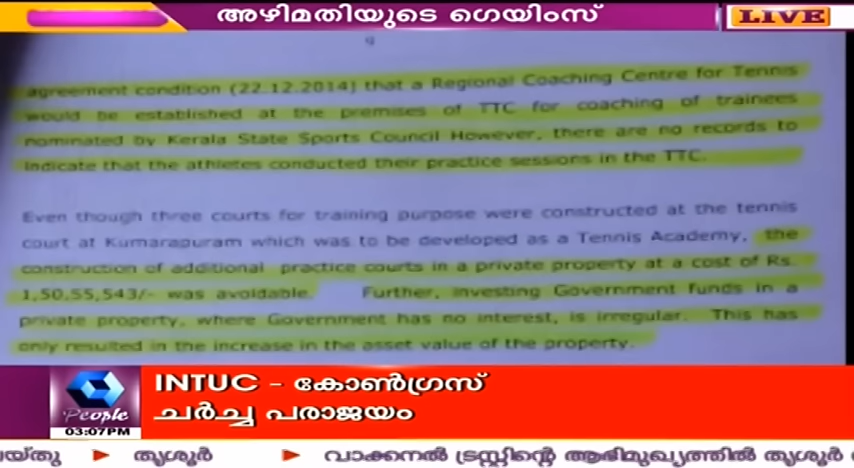 അഴിമതിയുടെ ഗെയിംസ്
LIVE
9
agreement condition (22.12.2014) that a Regional Coaching Centre for Tennis
would be established at the premises of TTC for coaching of trainees
nominated by Kerala State Sports Council However, there are no records to
indicate that the athletes conducted their practice sessions in the TTC.
Even though three courts for training purpose were constructed at the tennis
court at Kumarapuram which was to be developed as a Tennis Academy, the
construction of additional practice courts in a private property at a cost of Rs.
1,50,55,543/- was avoidable. Further, investing Government funds in a
private property, where Government has no interest, is irregular. This has
only resulted in the increase in the asset value of the property.
People
03:07PM
INTUC - കോൺഗ്രസ്
ചർച്ച പരാജയം
യ്തു തൃശൂർ വാക്കനൽ ട്രസ്റ്റിന്റെ ആഭിമുഖ്യത്തിൽ തൃശൂർ